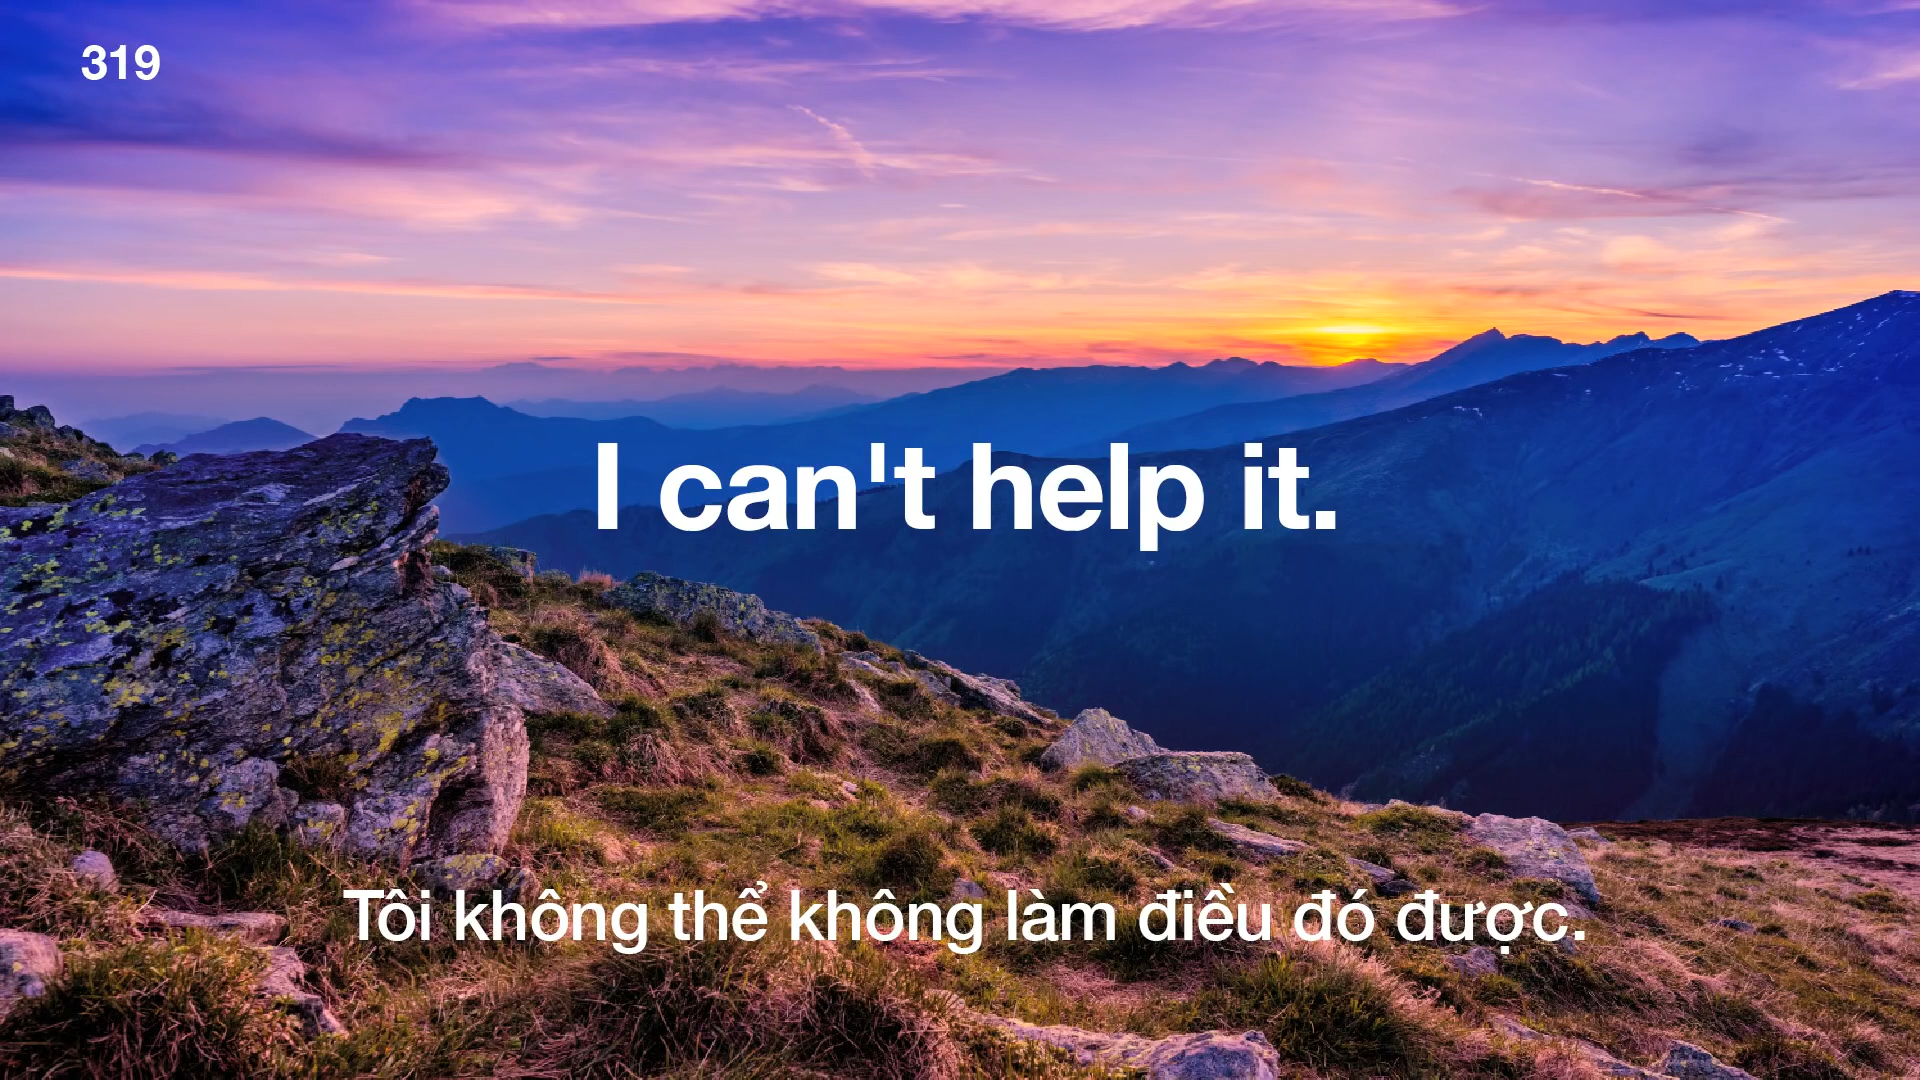 319
I can't help it.
Tôi không thể không làm điều đó được.